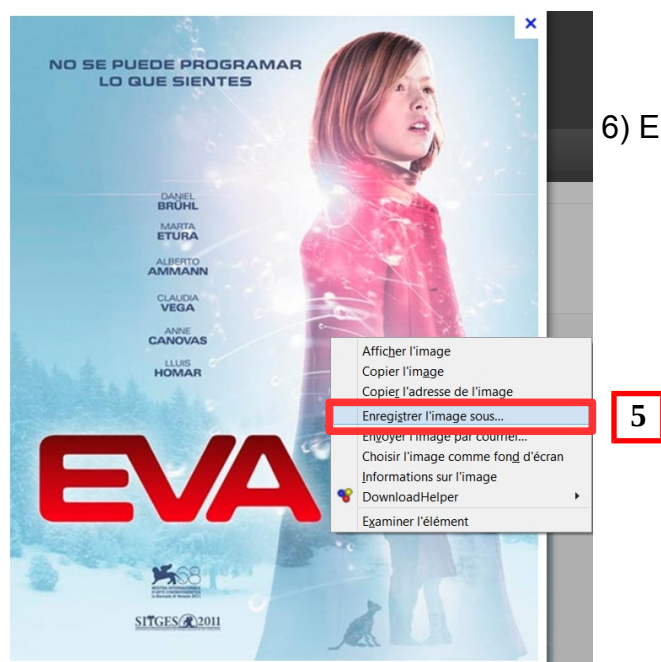 ×
NO SE PUEDE PROGRAMAR
LO QUE SIENTES
6) E
DANIEL
BRÜHL
MARTA
ETURA
ALBERTO
AMMANN
CLAUDIA
VEGA
ANNE
CANOVAS
LLUIS
HOMAR
Afficher l'image
Copier l'image
Copier l'adresse de l'image
Enregistrer l'image sous...
5
Envoyer l'image par courriel...
Choisir l'image comme fond d'écran
Informations sur l'image
DownloadHelper
Examiner l'élément
EVA
68
SITGES 2011